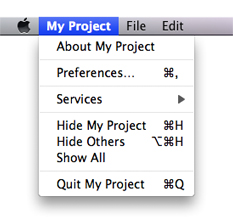 My Project File Edit
About My Project
Preferences... ⌘,
Services
Hide My Project ⌘H
Hide Others ⌥⌘H
Show All
Quit My Project ⌘Q